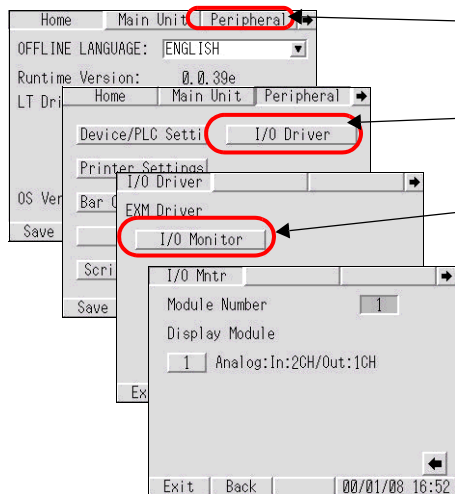 Home Main Unit Peripheral
OFFLINE LANGUAGE: ENGLISH
Runtime Version: 0.0.39e
LT Dri
OS Ver
Save
Home Main Unit Peripheral
Device/PLC Setti I/O Driver
Printer Settings
Bar
Scri
Save
I/O Driver
EXM Driver
I/O Monitor
Ex
I/O Mntr
Module Number 1
Display Module
1 Analog:In:2CH/Out:1CH
Exit Back 00/01/08 16:52